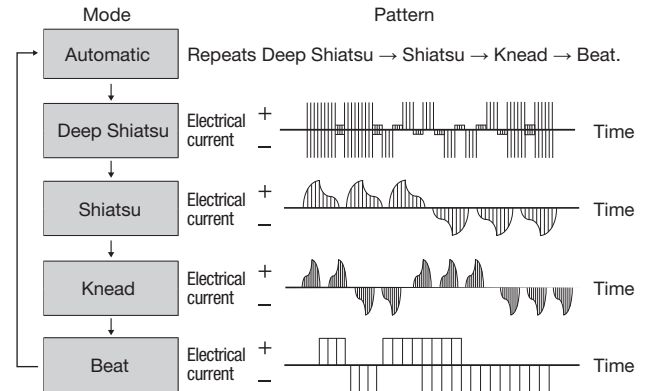 Mode Pattern
Automatic Repeats Deep Shiatsu → Shiatsu → Knead → Beat.
Deep Shiatsu Electrical current + − Time
Shiatsu Electrical current + − Time
Knead Electrical current + − Time
Beat Electrical current + − Time